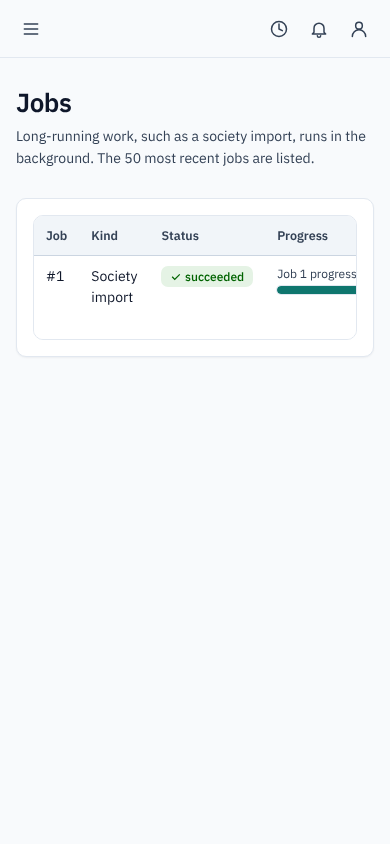 Jobs
Long-running work, such as a society import, runs in the
background. The 50 most recent jobs are listed.
Job Kind Status Progress
#1 Society succeeded Job 1 progress
import